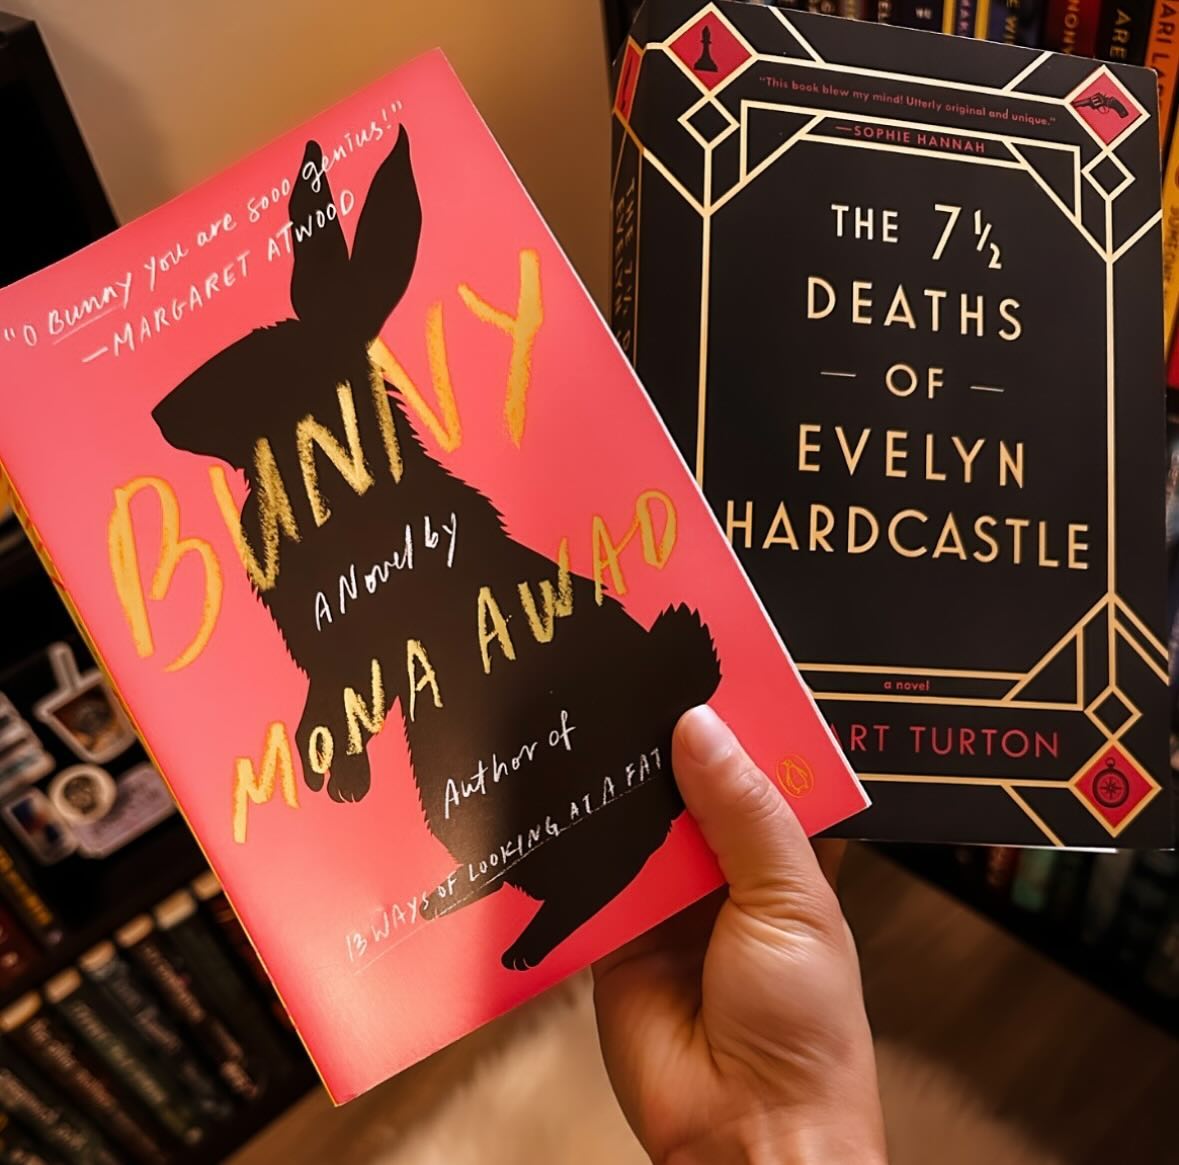 "O Bunny you are sooo genius!"
—MARGARET ATWOOD
BUNNY
A Novel by
MONA AWAD
Author of
13 WAYS OF LOOKING AT A FAT
"This book blew my mind! Utterly original and unique."
—SOPHIE HANNAH
THE 7½
DEATHS
— OF —
EVELYN
HARDCASTLE
a novel
ART TURTON